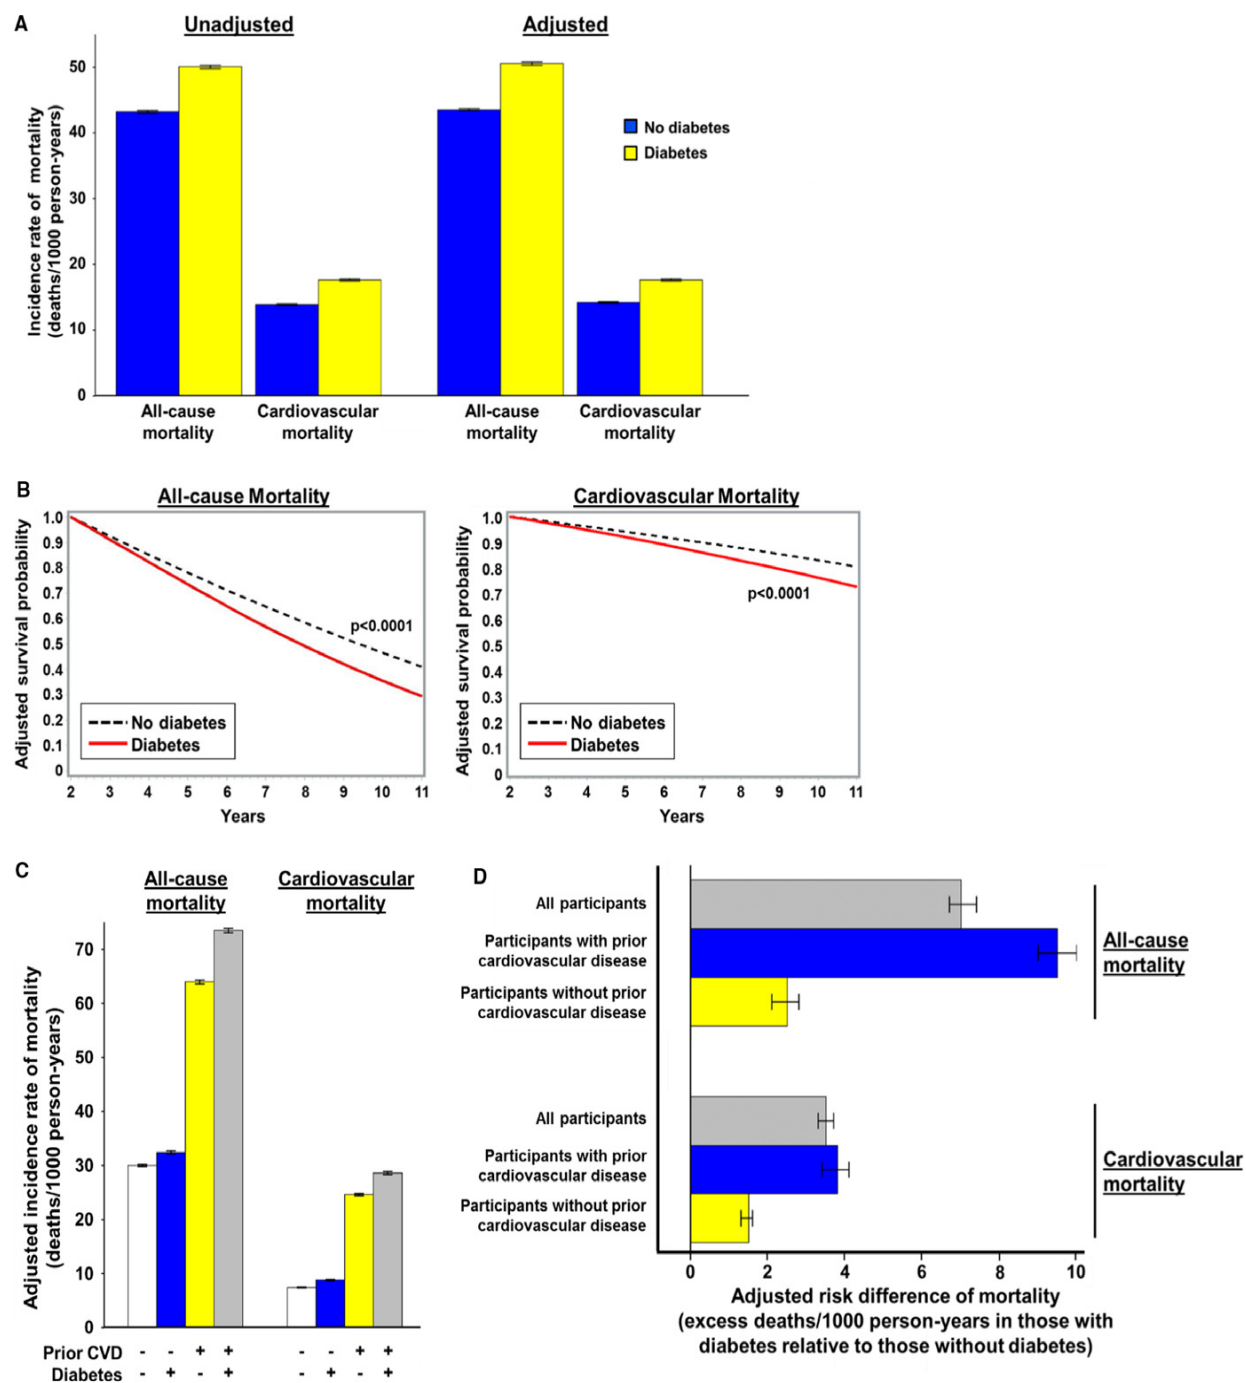 A
Unadjusted
Adjusted
Incidence rate of mortality
(deaths/1000 person-years)
50
40
30
20
10
0
No diabetes
Diabetes
All-cause
mortality
Cardiovascular
mortality
All-cause
mortality
Cardiovascular
mortality
B
All-cause Mortality
Adjusted survival probability
1.0
0.9
0.8
0.7
0.6
0.5
0.4
0.3
0.2
0.1
0
p<0.0001
No diabetes
Diabetes
2 3 4 5 6 7 8 9 10 11
Years
Cardiovascular Mortality
Adjusted survival probability
1.0
0.9
0.8
0.7
0.6
0.5
0.4
0.3
0.2
0.1
0
p<0.0001
No diabetes
Diabetes
2 3 4 5 6 7 8 9 10 11
Years
C
All-cause
mortality
Cardiovascular
mortality
Adjusted incidence rate of mortality
(deaths/1000 person-years)
70
60
50
40
30
20
10
0
Prior CVD - - + + - - + +
Diabetes - + - + - + - +
D
All participants
Participants with prior
cardiovascular disease
Participants without prior
cardiovascular disease
All-cause
mortality
All participants
Participants with prior
cardiovascular disease
Participants without prior
cardiovascular disease
Cardiovascular
mortality
0 2 4 6 8 10
Adjusted risk difference of mortality
(excess deaths/1000 person-years in those with
diabetes relative to those without diabetes)